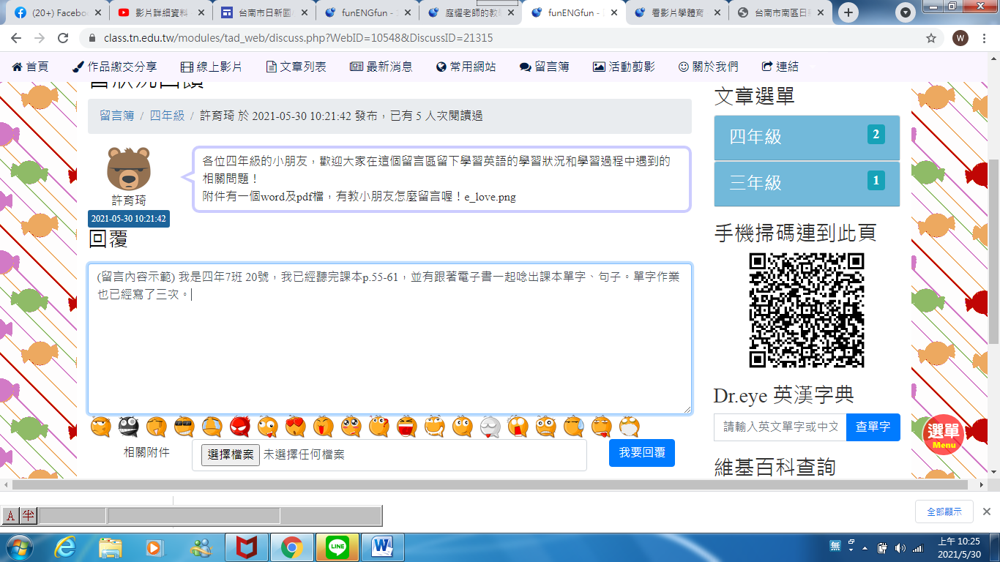 (20+) Facebo
影片詳細資料
台南市日新國小
funENGfun -
庭燿老師的教
funENGfun -
看影片學體育
台南市南區日
class.tn.edu.tw/modules/tad_web/discuss.php?WebID=10548&DiscussID=21315
W
首頁 作品繳交分享 線上影片 文章列表 最新消息 常用網站 留言簿 活動剪影 關於我們 連結
留言簿 / 四年級 / 許育琦 於 2021-05-30 10:21:42 發布，已有 5 人次閱讀過
各位四年級的小朋友，歡迎大家在這個留言區留下學習英語的學習狀況和學習過程中遇到的
相關問題！
附件有一個word及pdf檔，有教小朋友怎麼留言喔！e_love.png
許育琦
2021-05-30 10:21:42
回覆
(留言內容示範) 我是四年7班 20號，我已經聽完課本p.55-61，並有跟著電子書一起唸出課本單字、句子。單字作業
也已經寫了三次。
相關附件
選擇檔案 未選擇任何檔案
我要回覆
文章選單
四年級 2
三年級 1
手機掃碼連到此頁
Dr.eye 英漢字典
請輸入英文單字或中文
查單字
選單
Menu
維基百科查詢
全部顯示
A 半
LINE
W
無
上午 10:25
2021/5/30